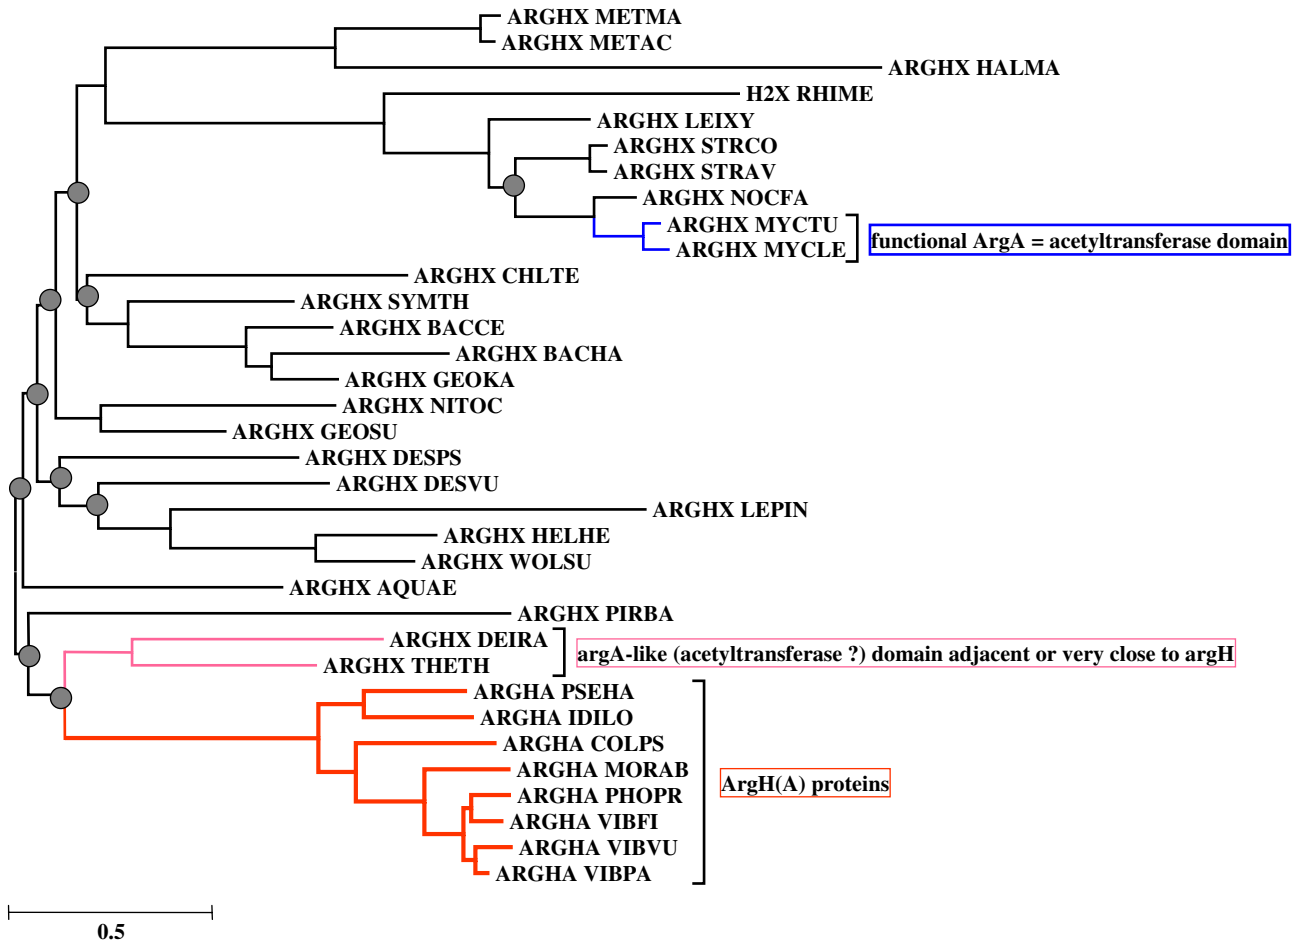 ARGHX METMA
ARGHX METAC
ARGHX HALMA
H2X RHIME
ARGHX LEIXY
ARGHX STRCO
ARGHX STRAV
ARGHX NOCFA
ARGHX MYCTU
functional ArgA = acetyltransferase domain
ARGHX MYCLE
ARGHX CHLTE
ARGHX SYMTH
ARGHX BACCE
ARGHX BACHA
ARGHX GEOKA
ARGHX NITOC
ARGHX GEOSU
ARGHX DESPS
ARGHX DESVU
ARGHX LEPIN
ARGHX HELHE
ARGHX WOLSU
ARGHX AQUAE
ARGHX PIRBA
ARGHX DEIRA
argA-like (acetyltransferase ?) domain adjacent or very close to argH
ARGHX THETH
ARGHA PSEHA
ARGHA IDILO
ARGHA COLPS
ARGHA MORAB
ArgH(A) proteins
ARGHA PHOPR
ARGHA VIBFI
ARGHA VIBVU
ARGHA VIBPA
0.5